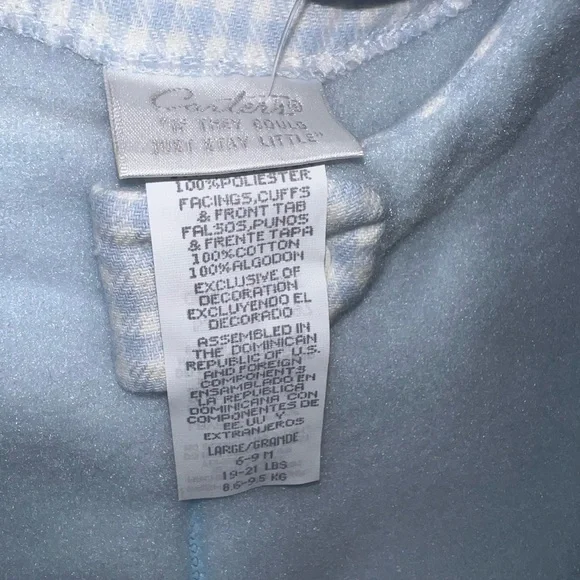 Carter's®
"IF THEY COULD
JUST STAY LITTLE"
100%POLIESTER
FACINGS,CUFFS
& FRONT TAB
FALSOS,PUNOS
& FRENTE TAPA
100%COTTON
100%ALGODON
EXCLUSIVE OF
DECORATION
EXCLUYENDO EL
DECORADO
ASSEMBLED IN
THE DOMINICAN
REPUBLIC OF U.S.
AND FOREIGN
COMPONENTS
ENSAMBLADO EN
LA REPUBLICA
DOMINICANA CON
COMPONENTES DE
EE.UU Y
EXTRANJEROS
LARGE/GRANDE
6-9 M
19-21 LBS
8.6-9.5 KG